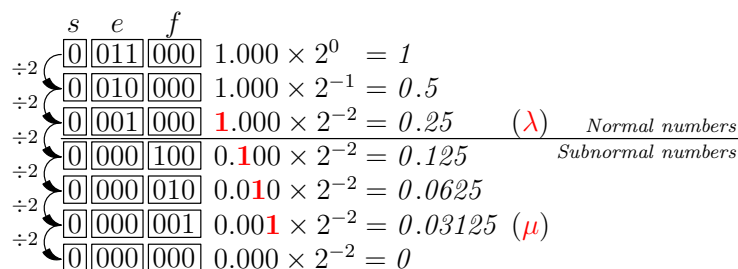 s e f
0 011 000 1.000 × 2^0 = 1
÷2
0 010 000 1.000 × 2^−1 = 0.5
÷2
0 001 000 1.000 × 2^−2 = 0.25 (λ) Normal numbers
÷2
0 000 100 0.100 × 2^−2 = 0.125 Subnormal numbers
÷2
0 000 010 0.010 × 2^−2 = 0.0625
÷2
0 000 001 0.001 × 2^−2 = 0.03125 (μ)
÷2
0 000 000 0.000 × 2^−2 = 0